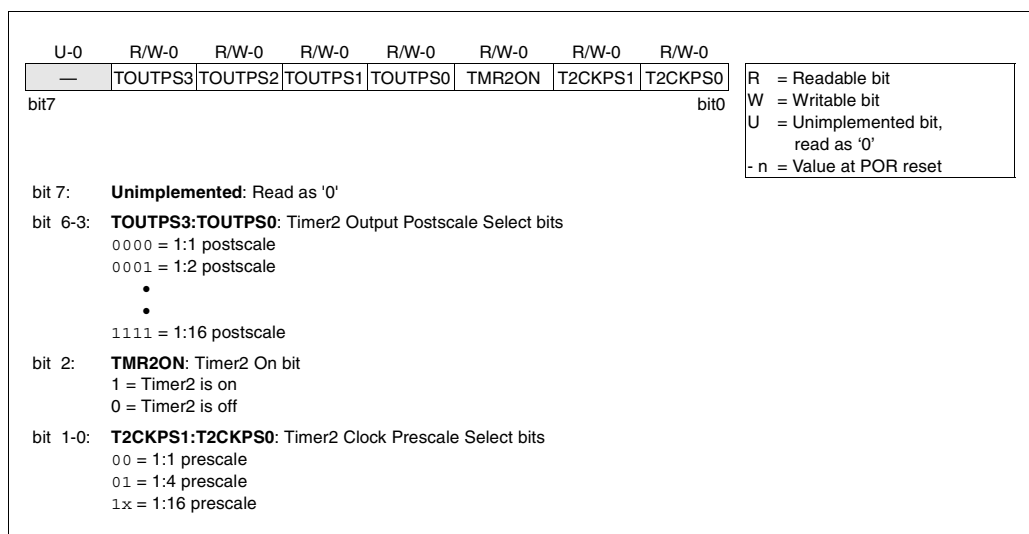 U-0 R/W-0 R/W-0 R/W-0 R/W-0 R/W-0 R/W-0 R/W-0
— TOUTPS3 TOUTPS2 TOUTPS1 TOUTPS0 TMR2ON T2CKPS1 T2CKPS0
bit7 bit0
R = Readable bit
W = Writable bit
U = Unimplemented bit,
read as ‘0’
- n = Value at POR reset
bit 7: Unimplemented: Read as '0'
bit 6-3: TOUTPS3:TOUTPS0: Timer2 Output Postscale Select bits
0000 = 1:1 postscale
0001 = 1:2 postscale
•
•
1111 = 1:16 postscale
bit 2: TMR2ON: Timer2 On bit
1 = Timer2 is on
0 = Timer2 is off
bit 1-0: T2CKPS1:T2CKPS0: Timer2 Clock Prescale Select bits
00 = 1:1 prescale
01 = 1:4 prescale
1x = 1:16 prescale